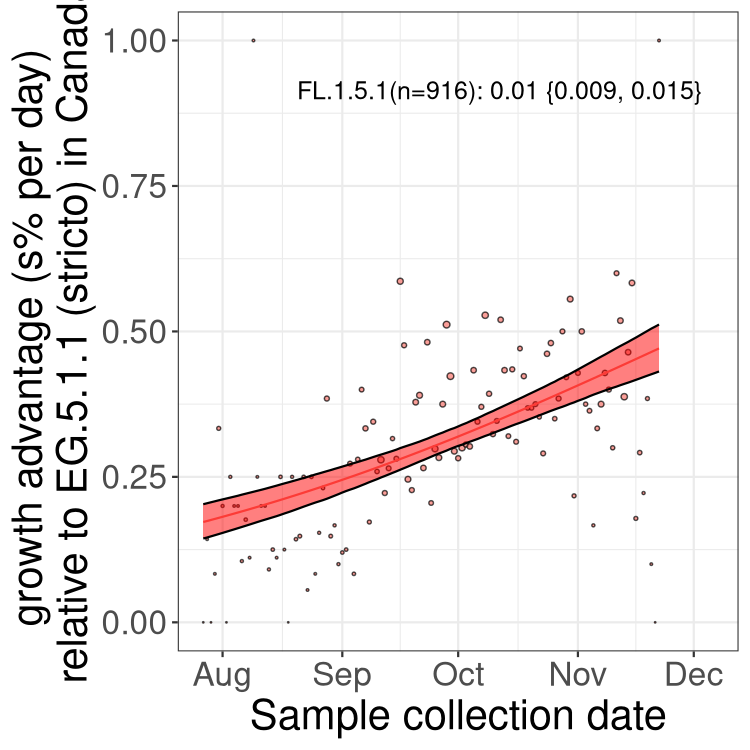 growth advantage (s% per day)
relative to EG.5.1.1 (stricto) in Canada
1.00
0.75
0.50
0.25
0.00
FL.1.5.1(n=916): 0.01 {0.009, 0.015}
Aug Sep Oct Nov Dec
Sample collection date